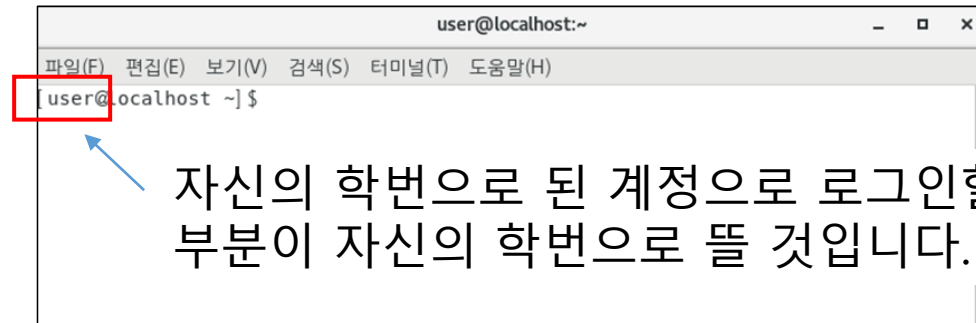 user@localhost:~
파일(F) 편집(E) 보기(V) 검색(S) 터미널(T) 도움말(H)
[user@localhost ~]$
자신의 학번으로 된 계정으로 로그인할
부분이 자신의 학번으로 뜰 것입니다.